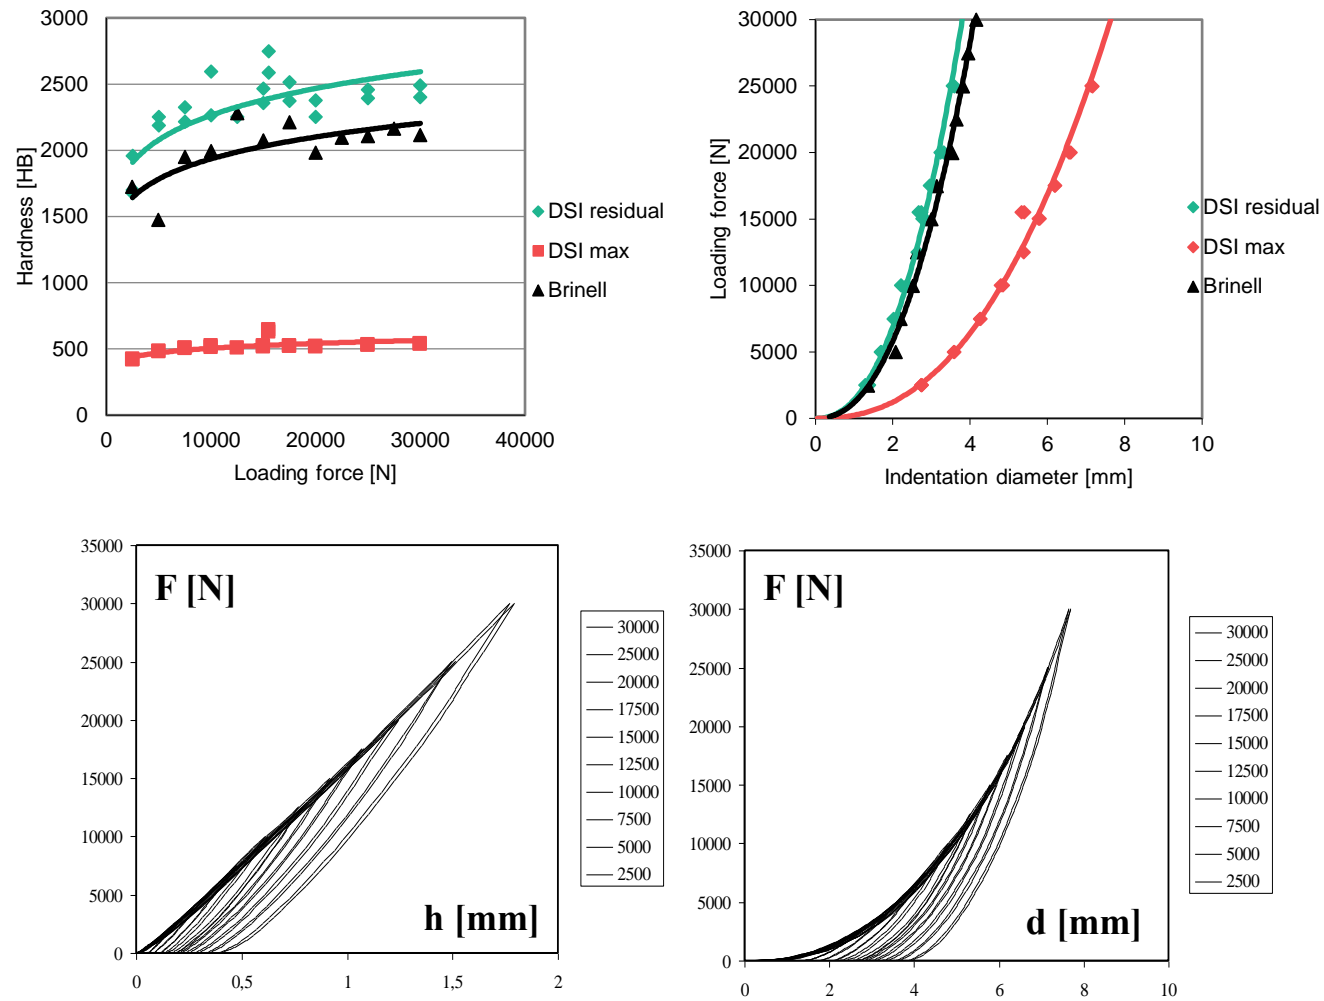 3000
2500
2000
1500
1000
500
0
Hardness [HB]
0 10000 20000 30000 40000
Loading force [N]
DSI residual
DSI max
Brinell
30000
25000
20000
15000
10000
5000
0
Loading force [N]
0 2 4 6 8 10
Indentation diameter [mm]
DSI residual
DSI max
Brinell
35000
30000
25000
20000
15000
10000
5000
0
F [N]
h [mm]
0 0,5 1 1,5 2
30000
25000
20000
17500
15000
12500
10000
7500
5000
2500
35000
30000
25000
20000
15000
10000
5000
0
F [N]
d [mm]
0 2 4 6 8 10
30000
25000
20000
17500
15000
12500
10000
7500
5000
2500